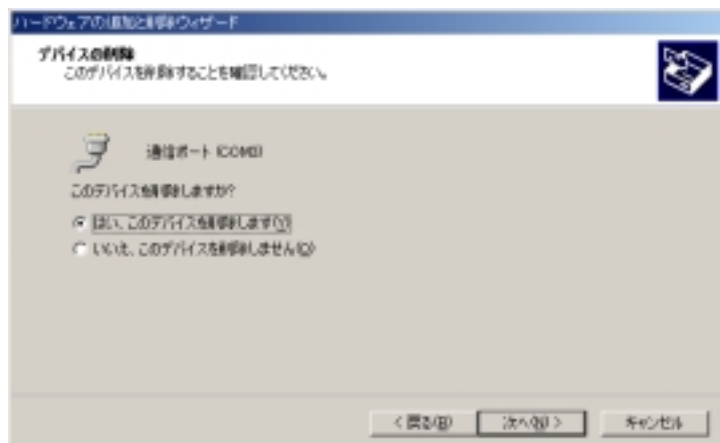 ハードウェアの追加と削除ウィザード
デバイスの削除
このデバイスを削除することを確認してください。
通信ポート
このデバイスを削除しますか?
はい、このデバイスを削除します(Y)
いいえ、このデバイスを削除しません(O)
< 戻る(B)
次へ(N) >
キャンセル